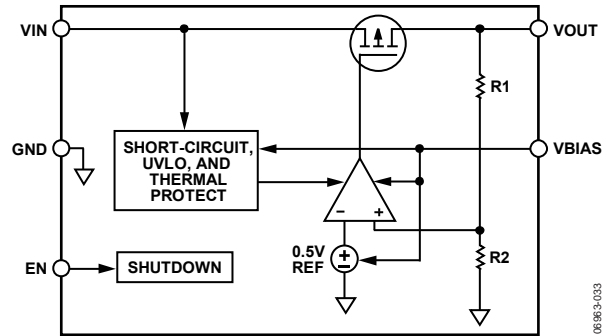 VIN
VOUT
R1
GND
SHORT-CIRCUIT,
UVLO, AND
THERMAL
PROTECT
VBIAS
– +
0.5V
REF
+
–
R2
EN
SHUTDOWN
06963-033